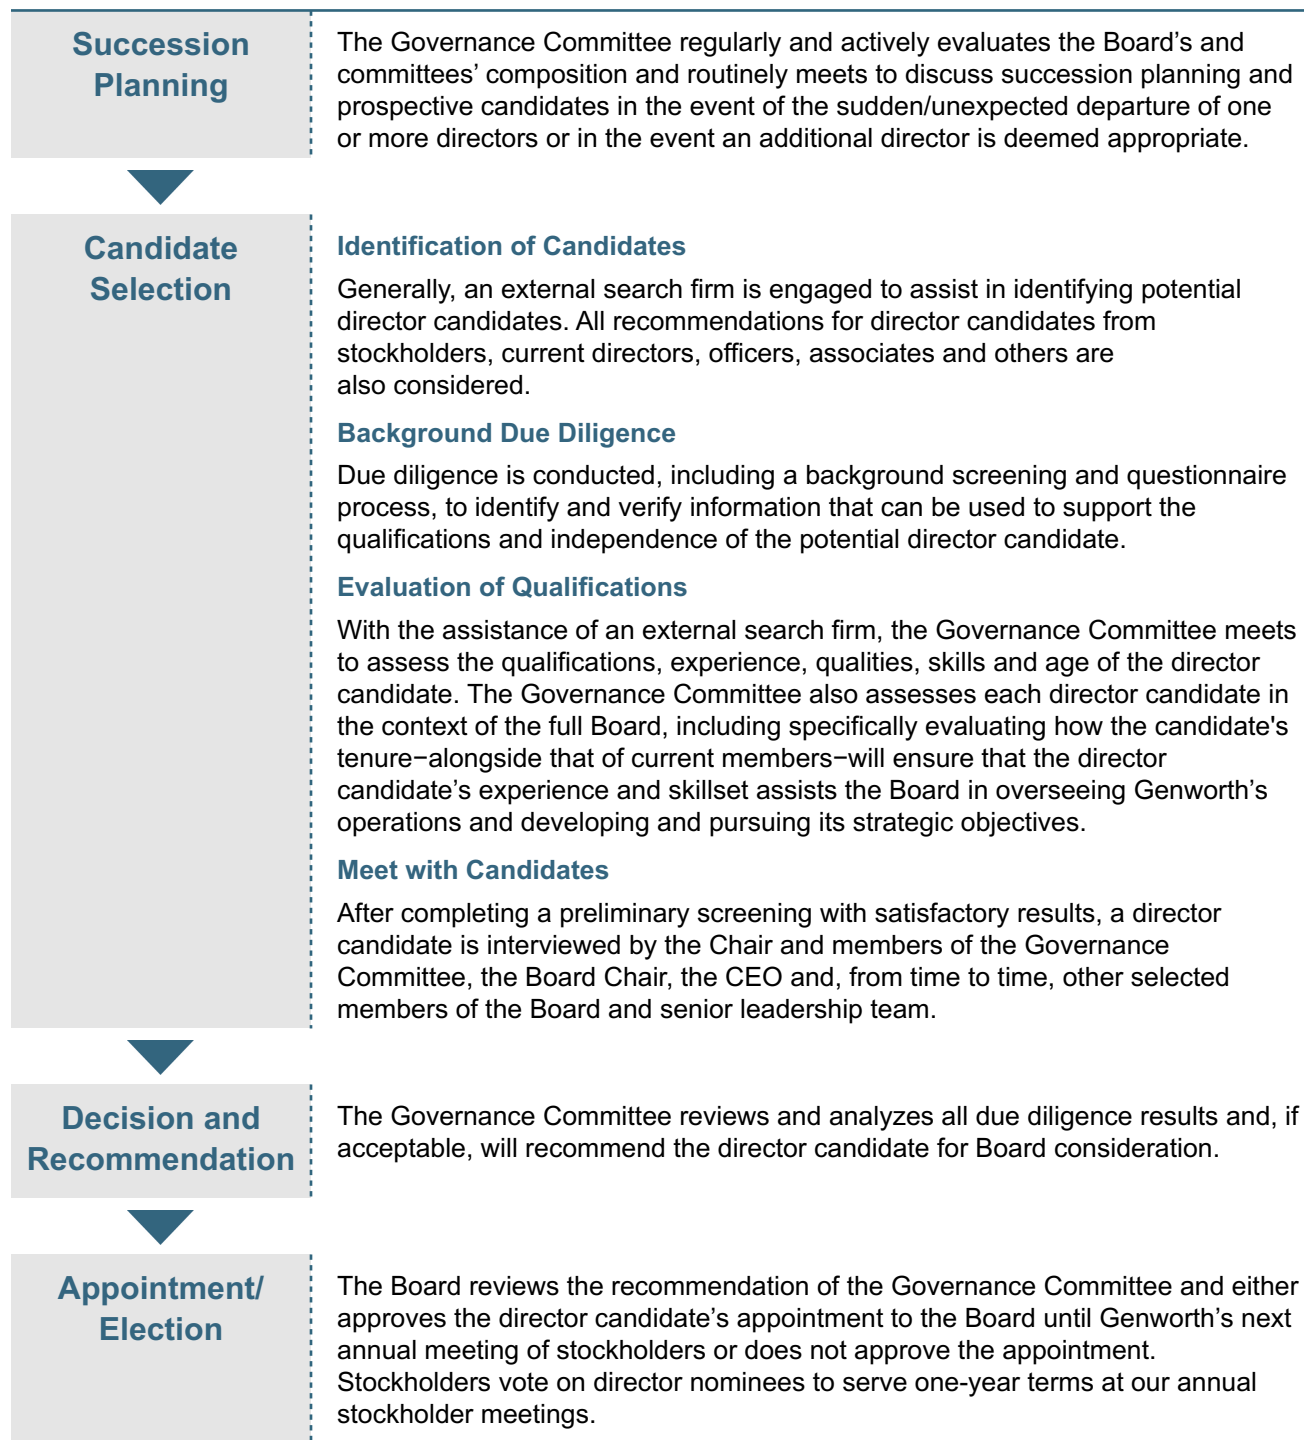 Succession
Planning
The Governance Committee regularly and actively evaluates the Board’s and
committees’ composition and routinely meets to discuss succession planning and
prospective candidates in the event of the sudden/unexpected departure of one
or more directors or in the event an additional director is deemed appropriate.
Candidate
Selection
Identification of Candidates
Generally, an external search firm is engaged to assist in identifying potential
director candidates. All recommendations for director candidates from
stockholders, current directors, officers, associates and others are
also considered.
Background Due Diligence
Due diligence is conducted, including a background screening and questionnaire
process, to identify and verify information that can be used to support the
qualifications and independence of the potential director candidate.
Evaluation of Qualifications
With the assistance of an external search firm, the Governance Committee meets
to assess the qualifications, experience, qualities, skills and age of the director
candidate. The Governance Committee also assesses each director candidate in
the context of the full Board, including specifically evaluating how the candidate's
tenure−alongside that of current members−will ensure that the director
candidate’s experience and skillset assists the Board in overseeing Genworth’s
operations and developing and pursuing its strategic objectives.
Meet with Candidates
After completing a preliminary screening with satisfactory results, a director
candidate is interviewed by the Chair and members of the Governance
Committee, the Board Chair, the CEO and, from time to time, other selected
members of the Board and senior leadership team.
Decision and
Recommendation
The Governance Committee reviews and analyzes all due diligence results and, if
acceptable, will recommend the director candidate for Board consideration.
Appointment/
Election
The Board reviews the recommendation of the Governance Committee and either
approves the director candidate’s appointment to the Board until Genworth’s next
annual meeting of stockholders or does not approve the appointment.
Stockholders vote on director nominees to serve one-year terms at our annual
stockholder meetings.